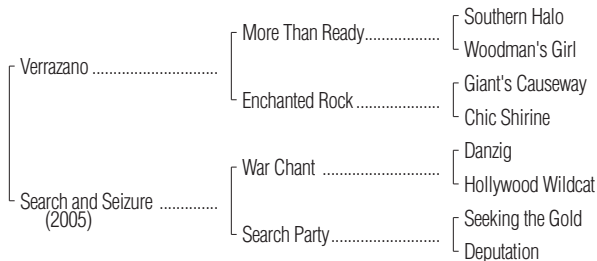 Southern Halo
More Than Ready..................
Woodman's Girl
Verrazano ..............................
Giant's Causeway
Enchanted Rock ....................
Chic Shirine
Danzig
War Chant ............................
Hollywood Wildcat
Search and Seizure ..............
(2005)
Seeking the Gold
Search Party..........................
Deputation